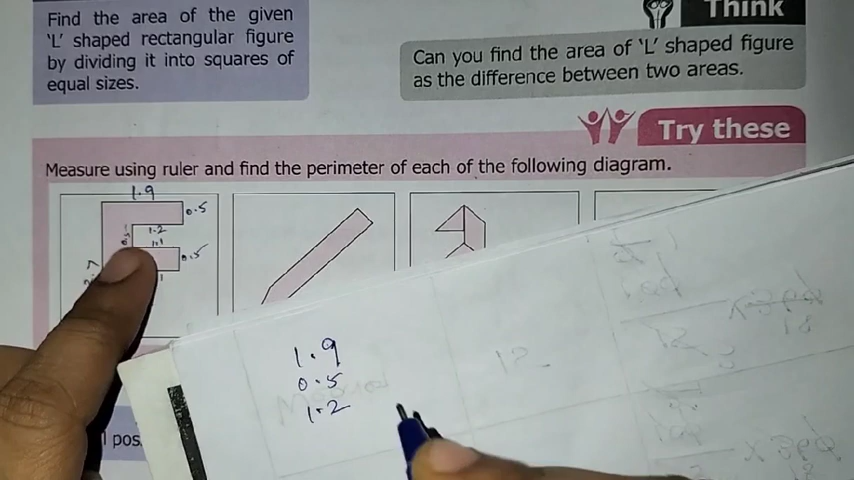 Find the area of the given
'L' shaped rectangular figure
by dividing it into squares of
equal sizes.
Think
Can you find the area of 'L' shaped figure
as the difference between two areas.
Try these
Measure using ruler and find the perimeter of each of the following diagram.
1.9
0.5
1.2
1.1
0.5
1.9
0.5
1.2
12
pos